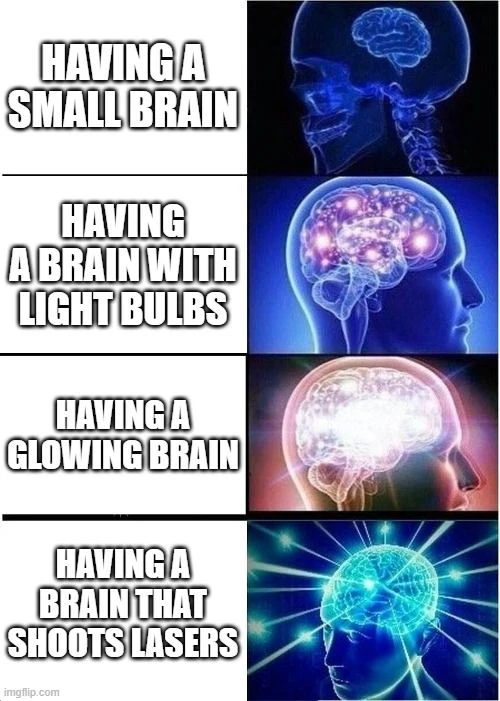 HAVING A
SMALL BRAIN
HAVING
A BRAIN WITH
LIGHT BULBS
HAVING A
GLOWING BRAIN
HAVING A
BRAIN THAT
SHOOTS LASERS
imgflip.com